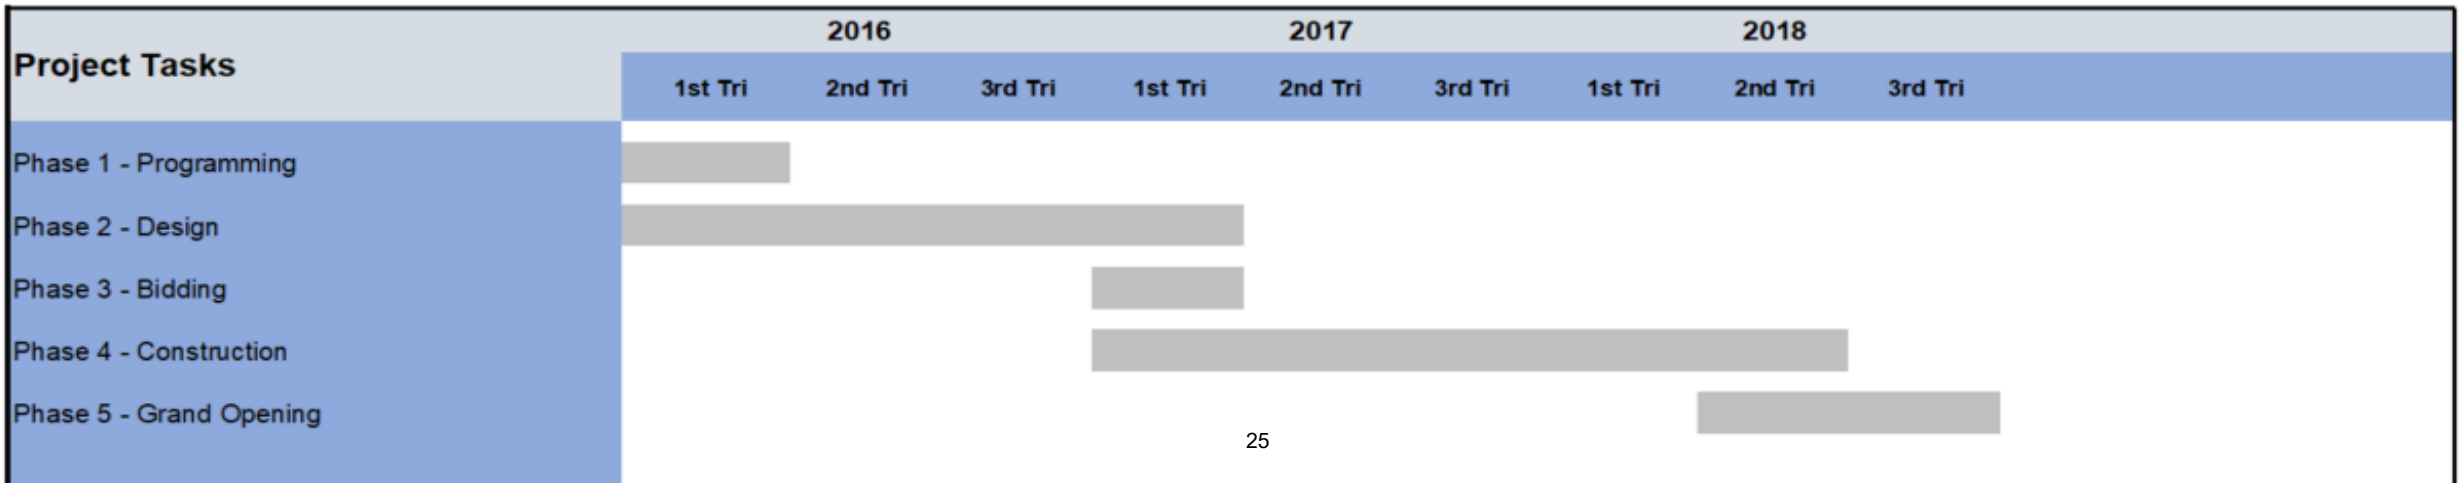 2016 2017 2018
Project Tasks
1st Tri 2nd Tri 3rd Tri 1st Tri 2nd Tri 3rd Tri 1st Tri 2nd Tri 3rd Tri
Phase 1 - Programming
Phase 2 - Design
Phase 3 - Bidding
Phase 4 - Construction
Phase 5 - Grand Opening
25